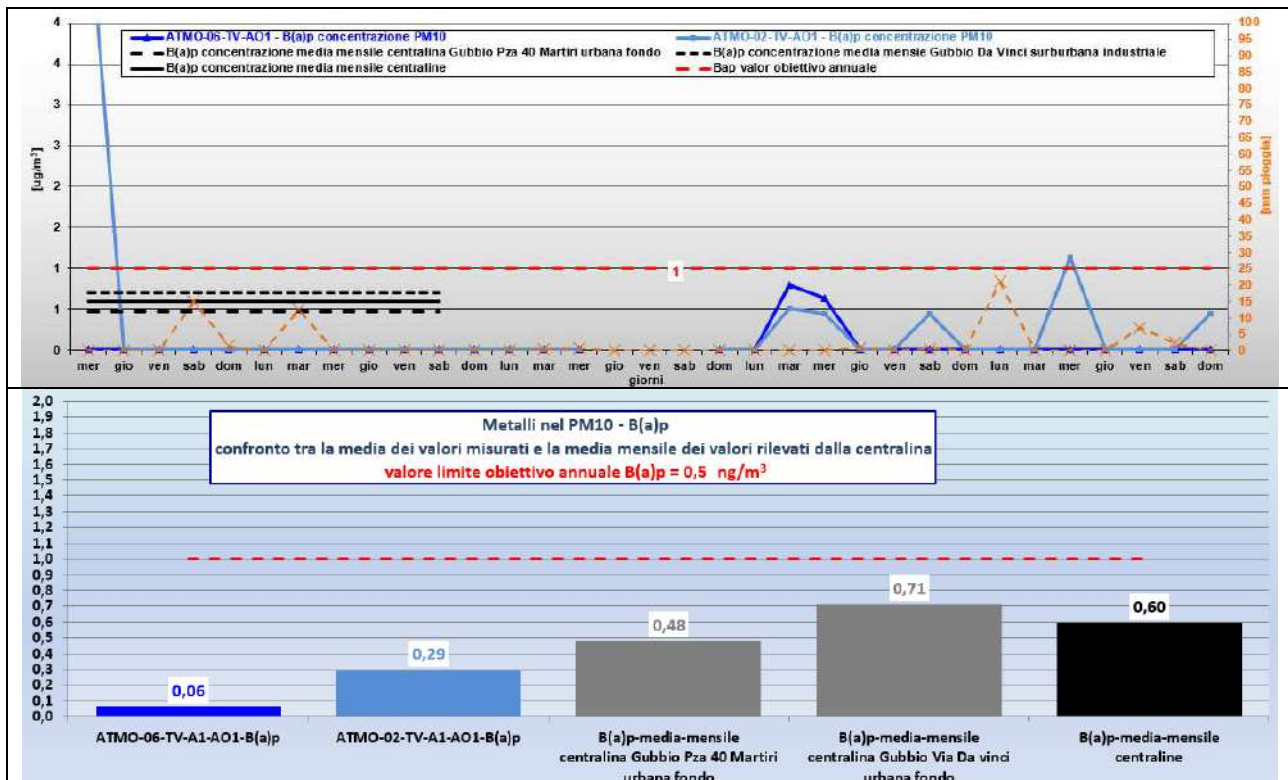 ATMO-06-TV-AO1 - B(a)p concentrazione PM10
ATMO-02-TV-AO1 - B(a)p concentrazione PM10
B(a)p concentrazione media mensile centralina Gubbio Pza 40 Martiri urbana fondo
B(a)p concentrazione media mensie Gubbio Da Vinci surburbana industriale
B(a)p concentrazione media mensile centraline
Bap valor obiettivo annuale
[ug/m³]
4
4
3
3
2
2
1
1
0
100
95
90
85
80
75
70
65
60
55
50
45
40
35
30
25
20
15
10
5
0
[mm pioggia]
1
mer gio ven sab dom lun mar mer gio ven sab dom lun mar mer gio ven sab dom lun mar mer gio ven sab dom lun mar mer gio ven sab dom
giorni
2,0
1,9
1,8
1,7
1,6
1,5
1,4
1,3
1,2
1,1
1,0
0,9
0,8
0,7
0,6
0,5
0,4
0,3
0,2
0,1
0,0
Metalli nel PM10 - B(a)p
confronto tra la media dei valori misurati e la media mensile dei valori rilevati dalla centralina
valore limite obiettivo annuale B(a)p = 0,5 ng/m³
0,06
0,29
0,48
0,71
0,60
ATMO-06-TV-A1-AO1-B(a)p
ATMO-02-TV-A1-AO1-B(a)p
B(a)p-media-mensile
centralina Gubbio Pza 40 Martiri
urbana fondo
B(a)p-media-mensile
centralina Gubbio Via Da vinci
urbana fondo
B(a)p-media-mensile
centraline